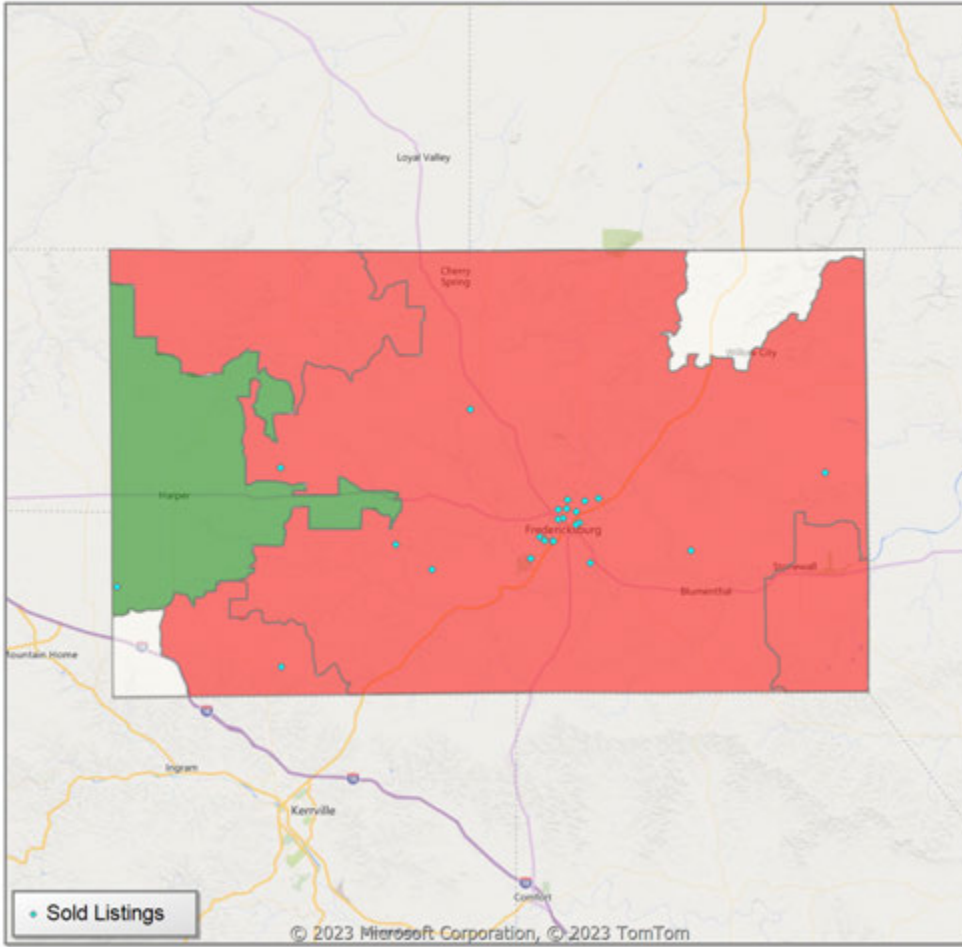 Loyal Valley
Cherry
Spring
Willow City
Harper
Fredericksburg
Stonewall
Blumenthal
Mountain Home
Ingram
Kerrville
Comfort
Sold Listings
© 2023 Microsoft Corporation, © 2023 TomTom